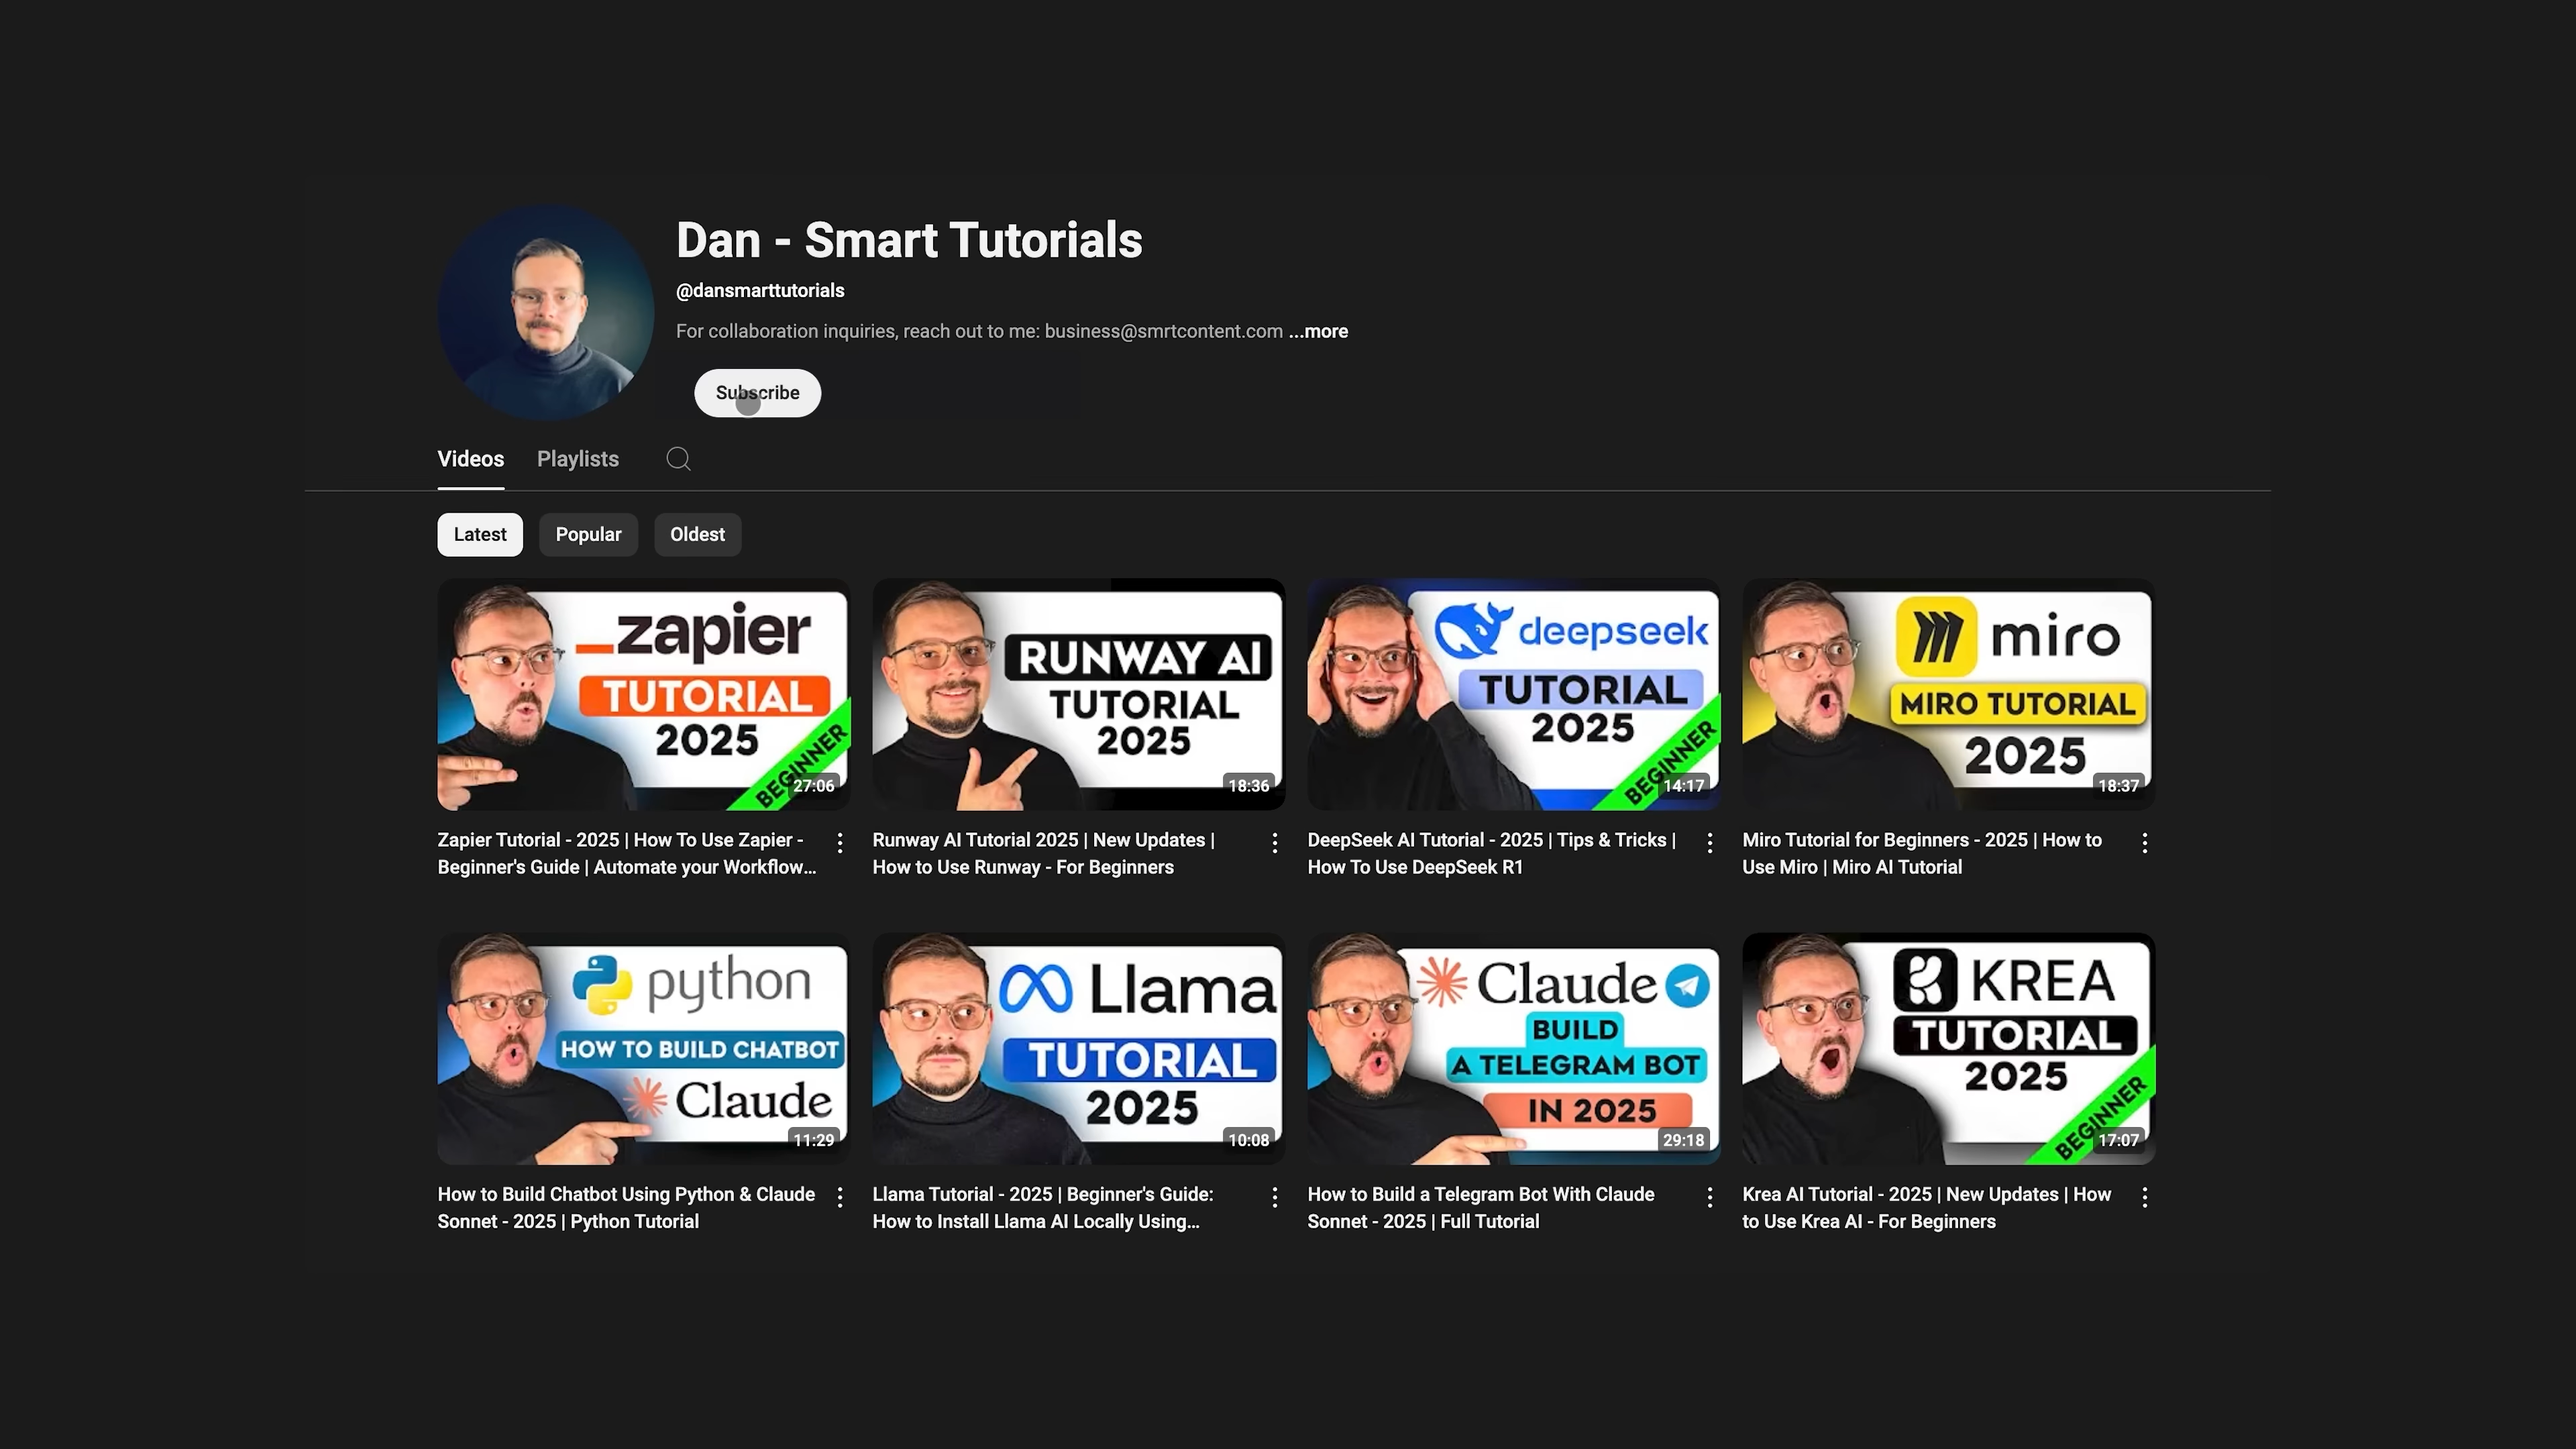 Dan - Smart Tutorials
@dansmarttutorials
For collaboration inquiries, reach out to me: business@smrtcontent.com ...more
Subscribe
Videos
Playlists
Latest
Popular
Oldest
zapier
TUTORIAL
2025
BEGINNER
27:06
RUNWAY AI
TUTORIAL
2025
18:36
deepseek
TUTORIAL
2025
BEGINNER
14:17
miro
MIRO TUTORIAL
2025
18:37
Zapier Tutorial - 2025 | How To Use Zapier -
Beginner's Guide | Automate your Workflow...
Runway AI Tutorial 2025 | New Updates |
How to Use Runway - For Beginners
DeepSeek AI Tutorial - 2025 | Tips & Tricks |
How To Use DeepSeek R1
Miro Tutorial for Beginners - 2025 | How to
Use Miro | Miro AI Tutorial
python
HOW TO BUILD CHATBOT
Claude
11:29
Llama
TUTORIAL
2025
10:08
Claude
BUILD
A TELEGRAM BOT
IN 2025
29:18
KREA
TUTORIAL
2025
BEGINNER
17:07
How to Build Chatbot Using Python & Claude
Sonnet - 2025 | Python Tutorial
Llama Tutorial - 2025 | Beginner's Guide:
How to Install Llama AI Locally Using...
How to Build a Telegram Bot With Claude
Sonnet - 2025 | Full Tutorial
Krea AI Tutorial - 2025 | New Updates | How
to Use Krea AI - For Beginners